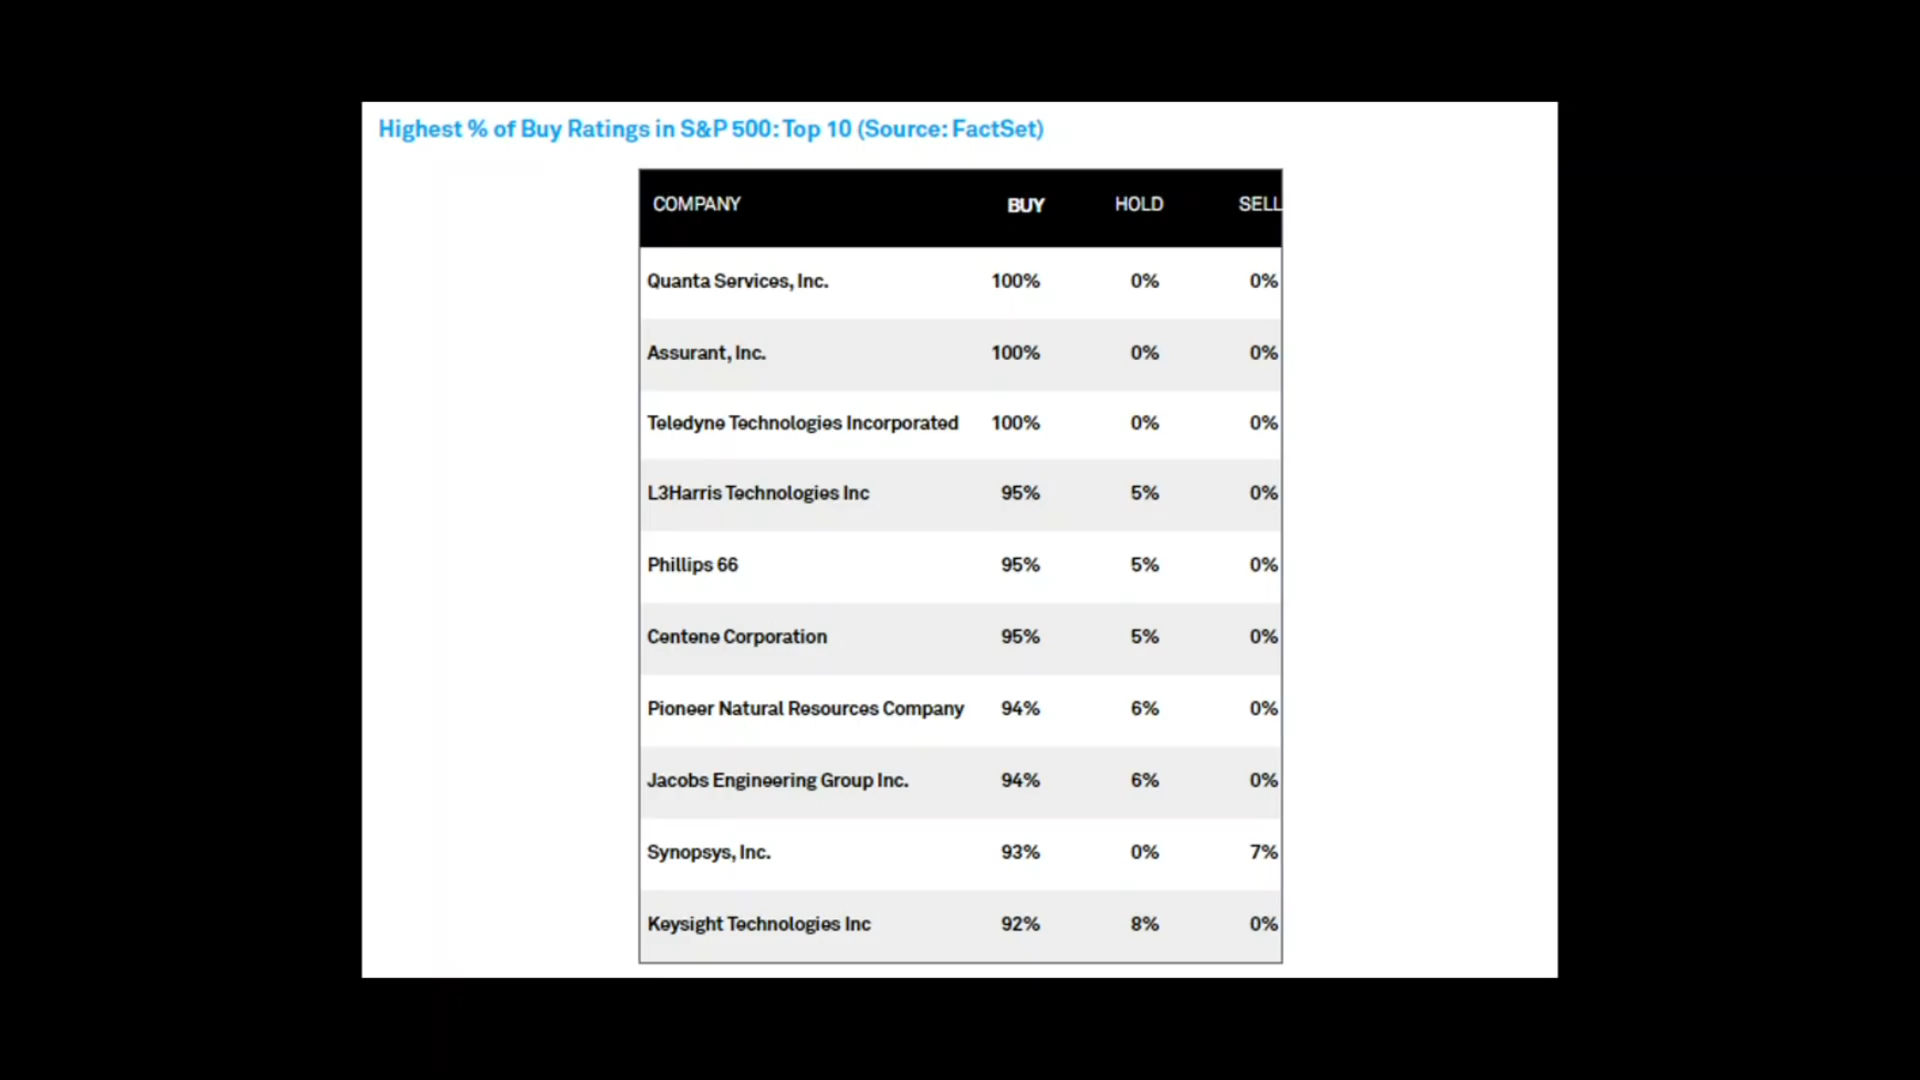 Highest % of Buy Ratings in S&P 500: Top 10 (Source: FactSet)
COMPANY BUY HOLD SELL
Quanta Services, Inc. 100% 0% 0%
Assurant, Inc. 100% 0% 0%
Teledyne Technologies Incorporated 100% 0% 0%
L3Harris Technologies Inc 95% 5% 0%
Phillips 66 95% 5% 0%
Centene Corporation 95% 5% 0%
Pioneer Natural Resources Company 94% 6% 0%
Jacobs Engineering Group Inc. 94% 6% 0%
Synopsys, Inc. 93% 0% 7%
Keysight Technologies Inc 92% 8% 0%